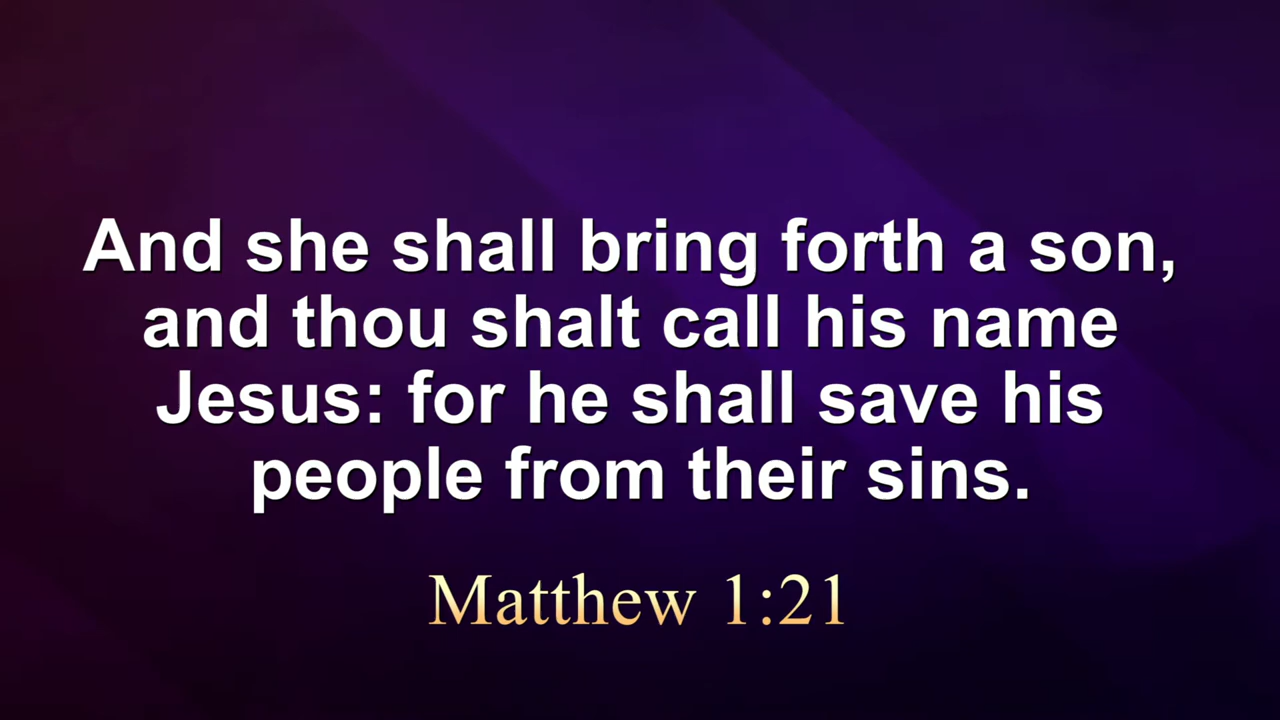 And she shall bring forth a son,
and thou shalt call his name
Jesus: for he shall save his
people from their sins.
Matthew 1:21